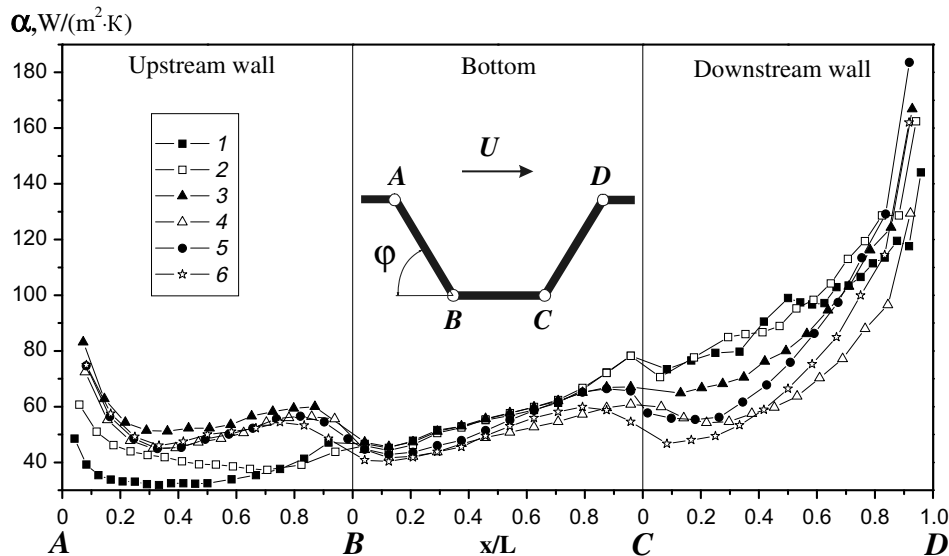 α, W/(m²·K)
Upstream wall
Bottom
Downstream wall
180
160
140
120
100
80
60
40
1
2
3
4
5
6
U
A
D
φ
B
C
0 0.2 0.4 0.6 0.8 0 0.2 0.4 0.6 0.8 0 0.2 0.4 0.6 0.8 1.0
A B x/L C D